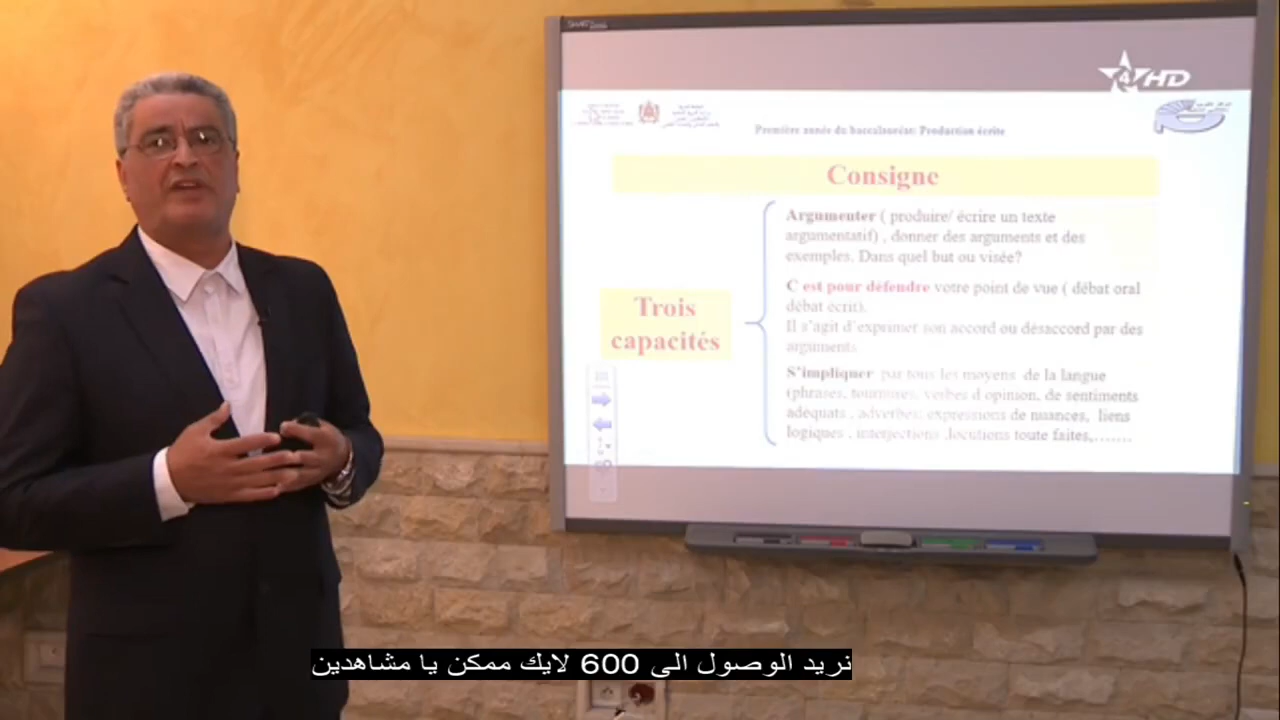 SMART
4 HD
Première année du baccalauréat: Production écrite
Consigne
Argumenter ( produire/ écrire un texte
argumentatif) , donner des arguments et des
exemples. Dans quel but ou visée?
C est pour défendre votre point de vue ( débat oral
débat écrit).
Il s'agit d'exprimer son accord ou désaccord par des
arguments
Trois
capacités
S'impliquer par tous les moyens de la langue
(phrases, tournures, verbes d opinion, de sentiments
adéquats , adverbes, expressions de nuances, liens
logiques , interjections ,locutions toute faites,.......
نريد الوصول الى 600 لايك ممكن يا مشاهدين